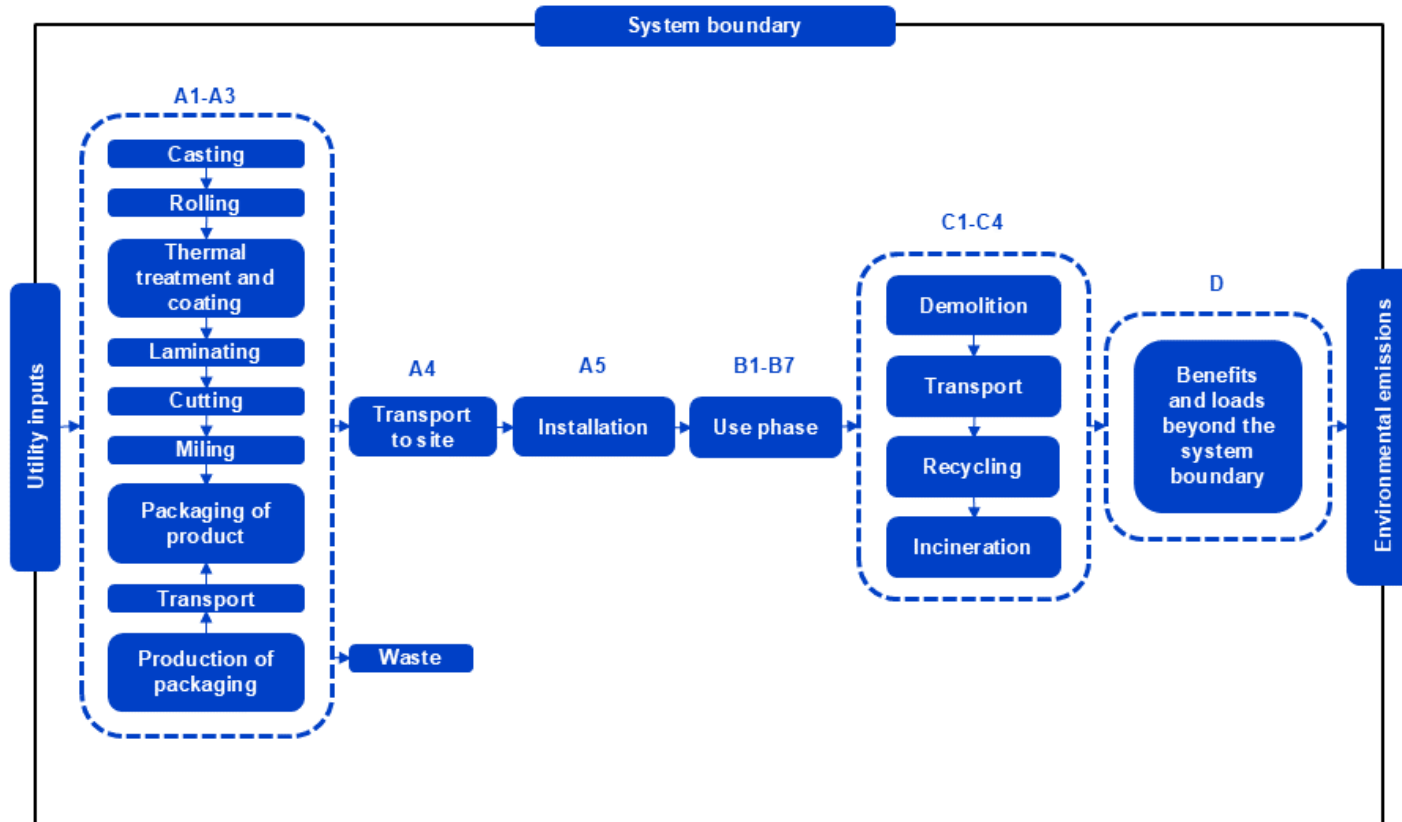 System boundary
A1-A3
Casting
Rolling
Thermal
treatment and
coating
Laminating
Cutting
Miling
Packaging of
product
Transport
Production of
packaging
Utility inputs
Waste
A4
Transport
to site
A5
Installation
B1-B7
Use phase
C1-C4
Demolition
Transport
Recycling
Incineration
D
Benefits
and loads
beyond the
system
boundary
Environmental emissions